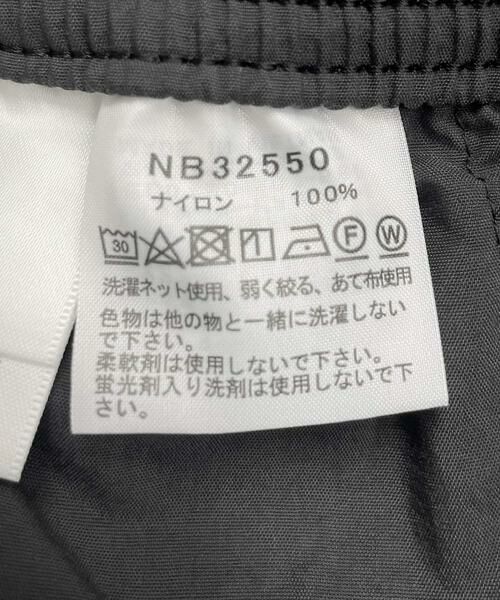 NB32550
ナイロン 100%
30 F W
洗濯ネット使用、弱く絞る、あて布使用
色物は他の物と一緒に洗濯しない
で下さい。
柔軟剤は使用しないで下さい。
蛍光剤入り洗剤は使用しないで下
さい。